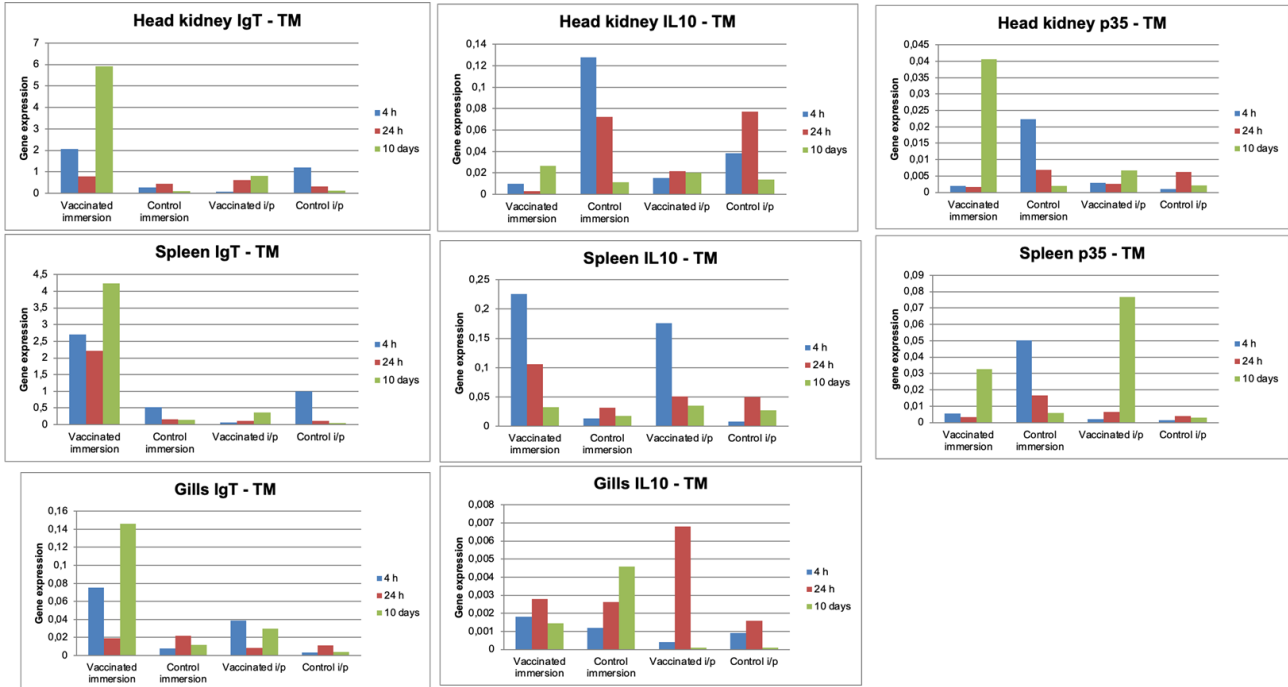 Head kidney IgT - TM
Gene expression
7
6
5
4
3
2
1
0
Vaccinated
immersion
Control
immersion
Vaccinated i/p
Control i/p
4 h
24 h
10 days
Head kidney IL10 - TM
Gene expressipon
0,14
0,12
0,1
0,08
0,06
0,04
0,02
0
Vaccinated
immersion
Control
immersion
Vaccinated i/p
Control i/p
4 h
24 h
10 days
Head kidney p35 - TM
Gene expression
0,045
0,04
0,035
0,03
0,025
0,02
0,015
0,01
0,005
0
Vaccinated
immersion
Control
immersion
Vaccinated i/p
Control i/p
4 h
24 h
10 days
Spleen IgT - TM
Gene expression
4,5
4
3,5
3
2,5
2
1,5
1
0,5
0
Vaccinated
immersion
Control
immersion
Vaccinated i/p
Control i/p
4 h
24 h
10 days
Spleen IL10 - TM
Gene expression
0,25
0,2
0,15
0,1
0,05
0
Vaccinated
immersion
Control
immersion
Vaccinated i/p
Control i/p
4 h
24 h
10 days
Spleen p35 - TM
gene expression
0,09
0,08
0,07
0,06
0,05
0,04
0,03
0,02
0,01
0
Vaccinated
immersion
Control
immersion
Vaccinated i/p
Control i/p
4 h
24 h
10 days
Gills IgT - TM
Gene expression
0,16
0,14
0,12
0,1
0,08
0,06
0,04
0,02
0
Vaccinated
immersion
Control
immersion
Vaccinated i/p
Control i/p
4 h
24 h
10 days
Gills IL10 - TM
Gene expression
0,008
0,007
0,006
0,005
0,004
0,003
0,002
0,001
0
Vaccinated
immersion
Control
immersion
Vaccinated i/p
Control i/p
4 h
24 h
10 days